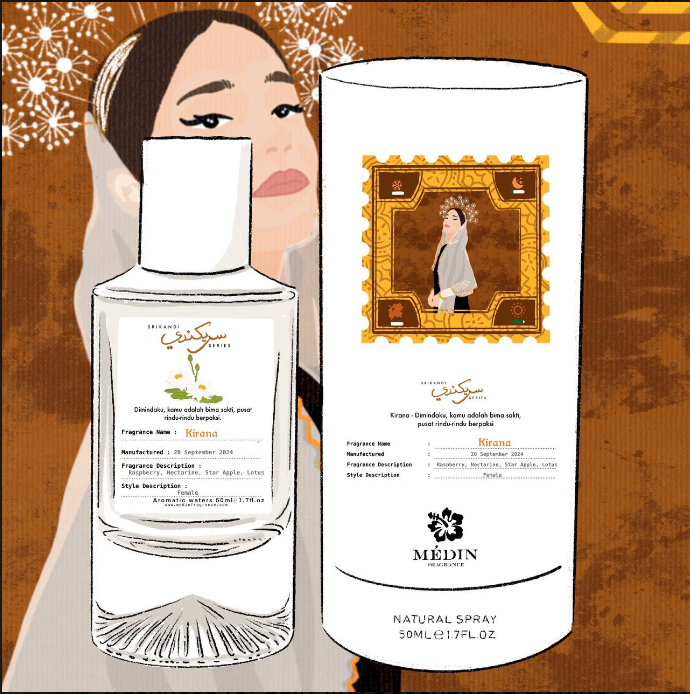 SRIKANDI
سريکندي
SERIES
Dimindaku, kamu adalah bima sakti, pusat
rindu-rindu berpaksi.
Fragrance Name : Kirana
Manufactured : 20 September 2024
Fragrance Description :
Raspberry, Nectarine, Star Apple, Lotus
Style Description :
Female
Aromatic waters 50ml℮1.7fl.oz
www.medinfragrance.com
SRIKANDI
سريکندي
SERIES
Kirana - Dimindaku, kamu adalah bima sakti,
pusat rindu-rindu berpaksi.
Fragrance Name : Kirana
Manufactured : 20 September 2024
Fragrance Description : Raspberry, Nectarine, Star Apple, Lotus
Style Description : Female
MÉDIN
FRAGRANCE
NATURAL SPRAY
50ML℮1.7FL.OZ